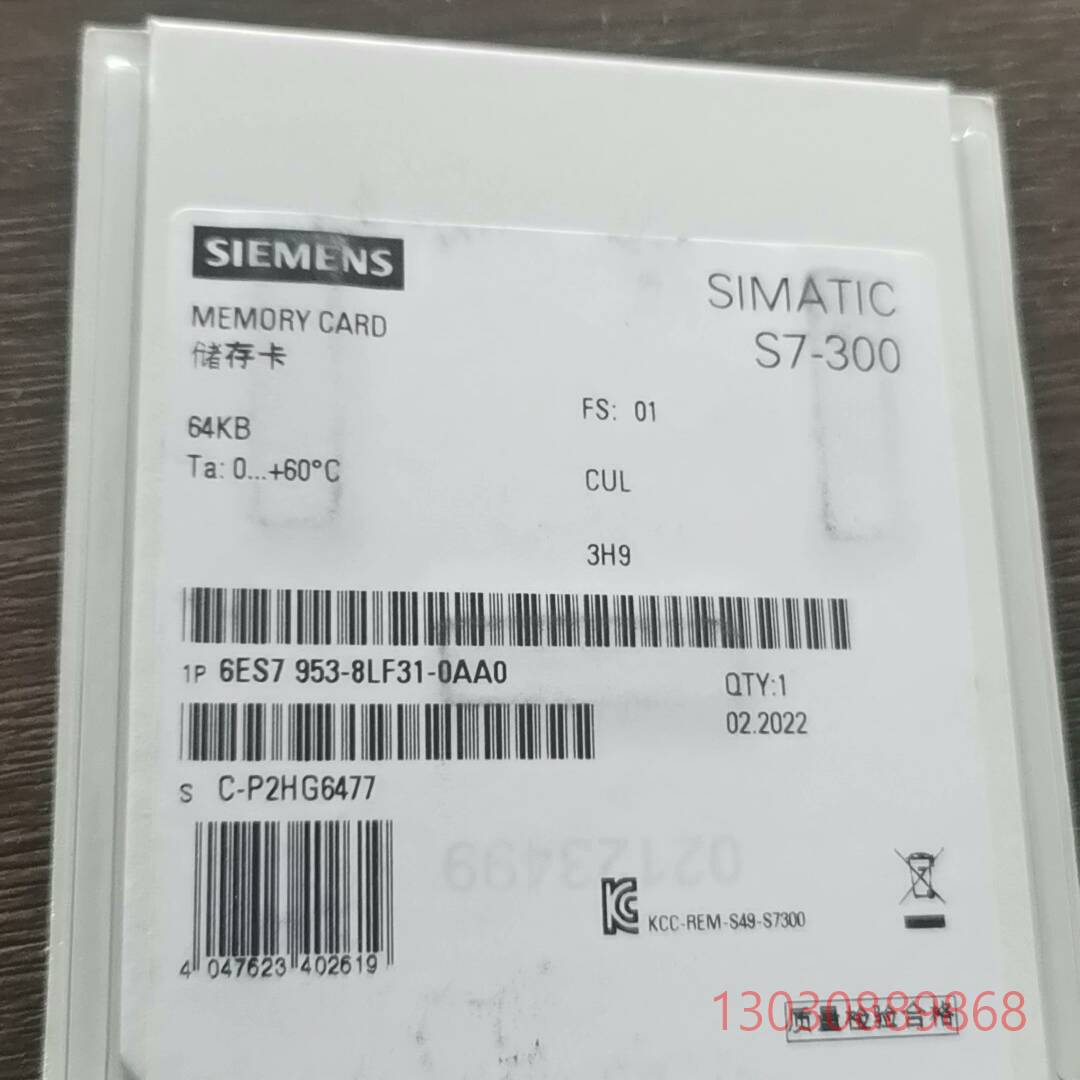 SIEMENS
MEMORY CARD
储存卡
SIMATIC
S7-300
64KB
Ta: 0...+60°C
FS: 01
CUL
3H9
1P 6ES7 953-8LF31-0AA0
QTY:1
02.2022
S C-P2HG6477
02123499
KCC-REM-S49-S7300
4 047623 402619
13030889868
质量检验合格